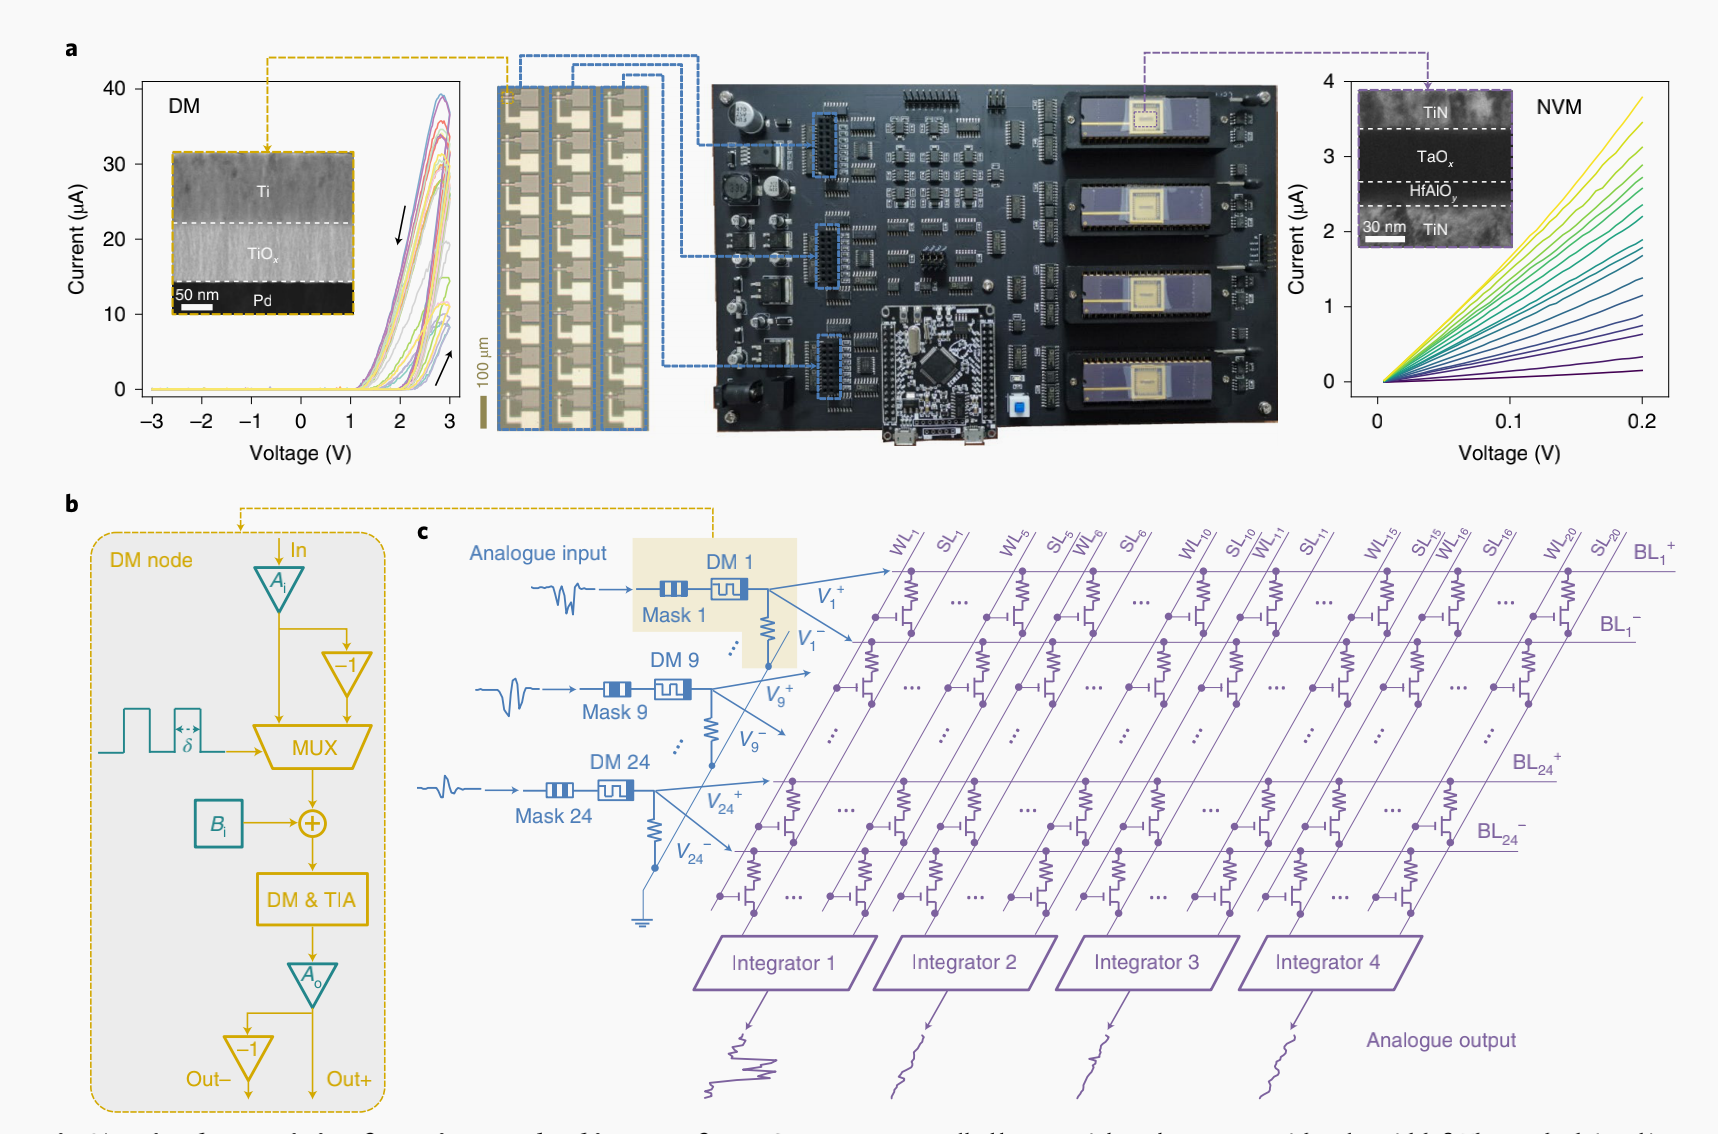 a
DM
Current (μA)
40
30
20
10
0
–3 –2 –1 0 1 2 3
Voltage (V)
Ti
TiOx
Pd
50 nm
100 μm
NVM
Current (μA)
4
3
2
1
0
0 0.1 0.2
Voltage (V)
TiN
TaOx
HfAlOy
TiN
30 nm
b
DM node
In
Ai
–1
δ
MUX
Bi
+
DM & TIA
Ao
–1
Out–
Out+
c
Analogue input
DM 1
Mask 1
V1+
V1–
DM 9
Mask 9
V9+
V9–
DM 24
Mask 24
V24+
V24–
WL1 SL1 WL5 SL5 WL6 SL6 WL10 SL10 WL11 SL11 WL15 SL15 WL16 SL16 WL20 SL20
BL1+
BL1–
BL24+
BL24–
Integrator 1
Integrator 2
Integrator 3
Integrator 4
Analogue output